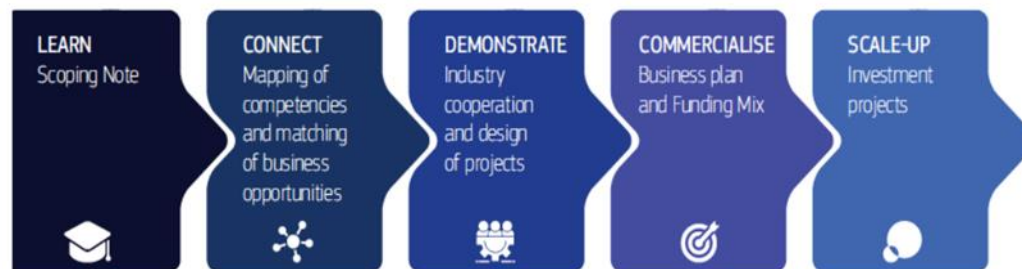 LEARN
Scoping Note
CONNECT
Mapping of
competencies
and matching
of business
opportunities
DEMONSTRATE
Industry
cooperation
and design
of projects
COMMERCIALISE
Business plan
and Funding Mix
SCALE-UP
Investment
projects